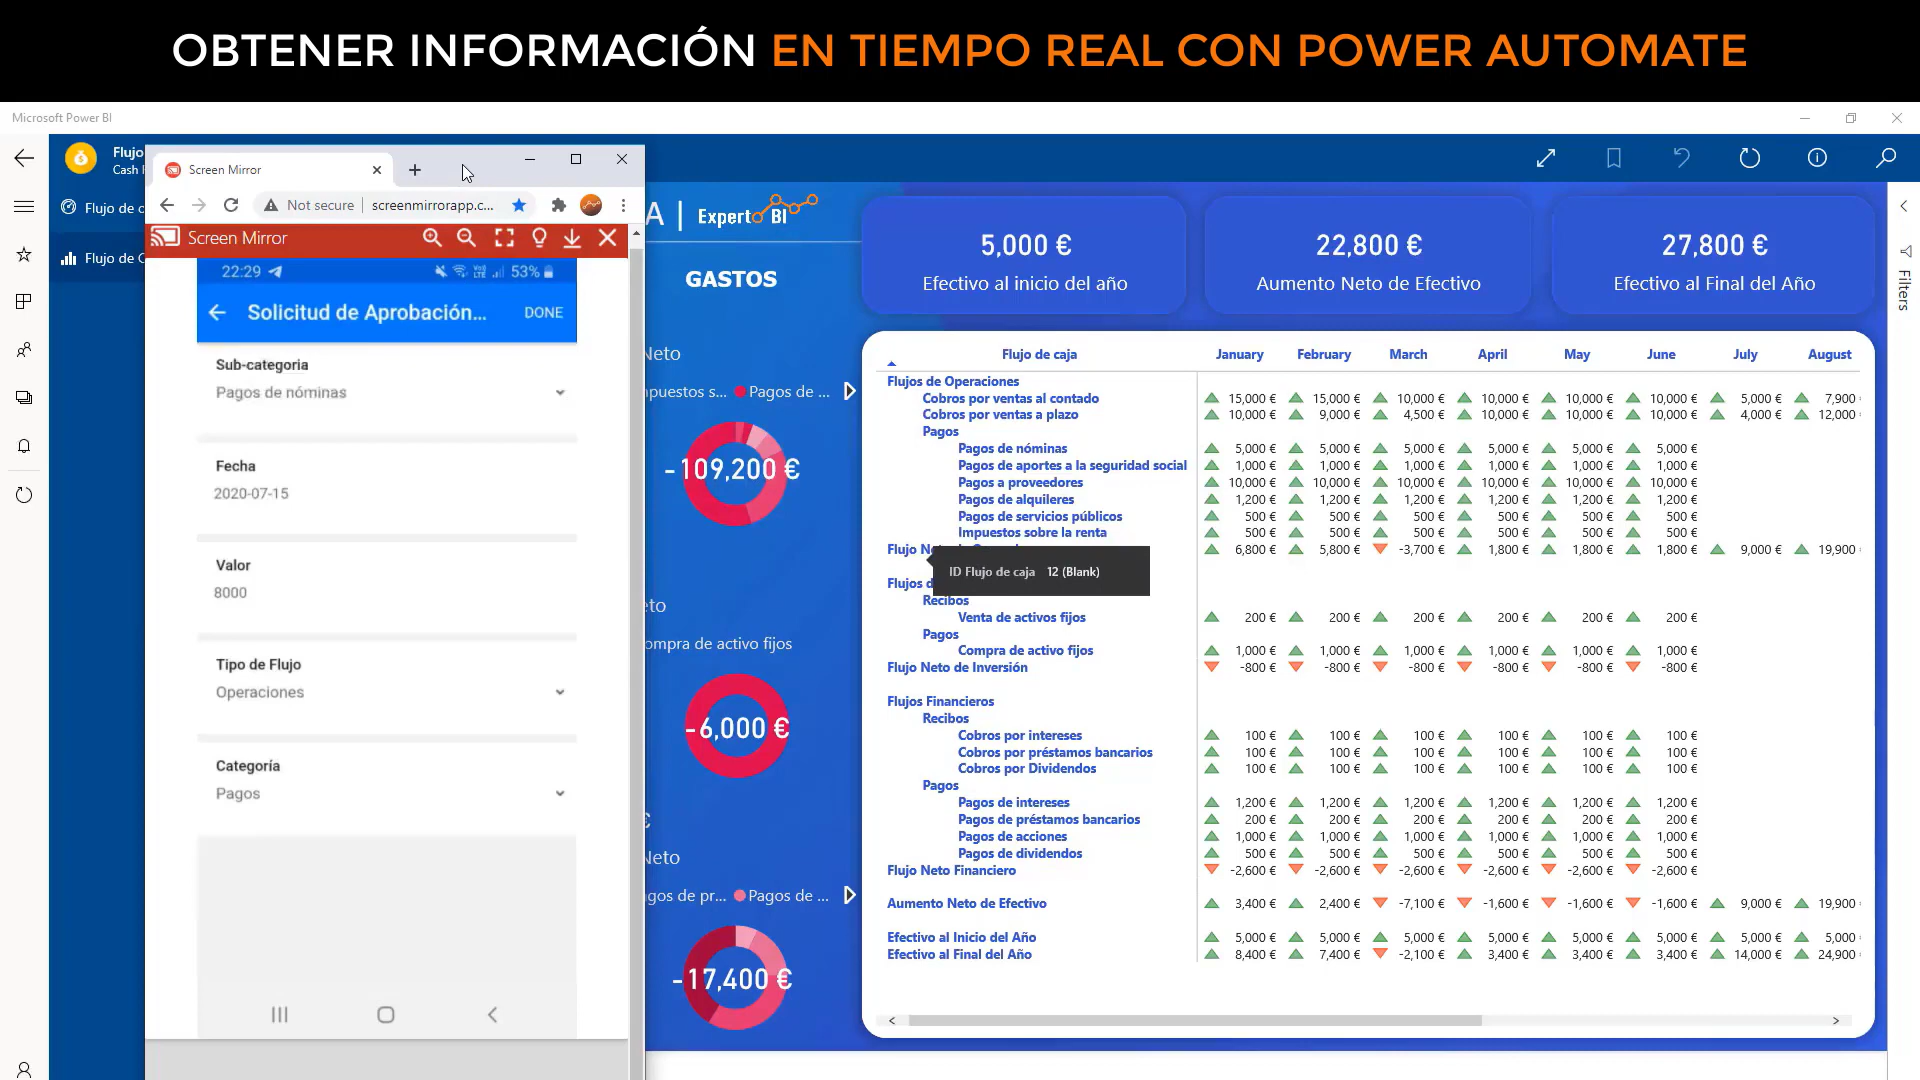 OBTENER INFORMACIÓN EN TIEMPO REAL CON POWER AUTOMATE
Microsoft Power BI
Flujo
Cash
Flujo de c
Flujo de C
Screen Mirror
Not secure
screenmirrorapp.c...
Screen Mirror
22:29
53%
Solicitud de Aprobación...
DONE
Sub-categoria
Pagos de nóminas
Fecha
2020-07-15
Valor
8000
Tipo de Flujo
Operaciones
Categoría
Pagos
A | Experto BI
GASTOS
Neto
npuestos s... Pagos de ...
-109,200 €
eto
ompra de activo fijos
-6,000 €
€
Neto
agos de pr... Pagos de ...
-17,400 €
5,000 €
Efectivo al inicio del año
22,800 €
Aumento Neto de Efectivo
27,800 €
Efectivo al Final del Año
Filters
Flujo de caja January February March April May June July August
Flujos de Operaciones
Cobros por ventas al contado 15,000 € 15,000 € 10,000 € 10,000 € 10,000 € 10,000 € 5,000 € 7,900
Cobros por ventas a plazo 10,000 € 9,000 € 4,500 € 10,000 € 10,000 € 10,000 € 4,000 € 12,000
Pagos
Pagos de nóminas 5,000 € 5,000 € 5,000 € 5,000 € 5,000 € 5,000 €
Pagos de aportes a la seguridad social 1,000 € 1,000 € 1,000 € 1,000 € 1,000 € 1,000 €
Pagos a proveedores 10,000 € 10,000 € 10,000 € 10,000 € 10,000 € 10,000 €
Pagos de alquileres 1,200 € 1,200 € 1,200 € 1,200 € 1,200 € 1,200 €
Pagos de servicios públicos 500 € 500 € 500 € 500 € 500 € 500 €
Impuestos sobre la renta 500 € 500 € 500 € 500 € 500 € 500 €
Flujo 6,800 € 5,800 € -3,700 € 1,800 € 1,800 € 1,800 € 9,000 € 19,900
ID Flujo de caja 12 (Blank)
Flujos d
Recibos
Venta de activos fijos 200 € 200 € 200 € 200 € 200 € 200 €
Pagos
Compra de activo fijos 1,000 € 1,000 € 1,000 € 1,000 € 1,000 € 1,000 €
Flujo Neto de Inversión -800 € -800 € -800 € -800 € -800 € -800 €
Flujos Financieros
Recibos
Cobros por intereses 100 € 100 € 100 € 100 € 100 € 100 €
Cobros por préstamos bancarios 100 € 100 € 100 € 100 € 100 € 100 €
Cobros por Dividendos 100 € 100 € 100 € 100 € 100 € 100 €
Pagos
Pagos de intereses 1,200 € 1,200 € 1,200 € 1,200 € 1,200 € 1,200 €
Pagos de préstamos bancarios 200 € 200 € 200 € 200 € 200 € 200 €
Pagos de acciones 1,000 € 1,000 € 1,000 € 1,000 € 1,000 € 1,000 €
Pagos de dividendos 500 € 500 € 500 € 500 € 500 € 500 €
Flujo Neto Financiero -2,600 € -2,600 € -2,600 € -2,600 € -2,600 € -2,600 €
Aumento Neto de Efectivo 3,400 € 2,400 € -7,100 € -1,600 € -1,600 € -1,600 € 9,000 € 19,900
Efectivo al Inicio del Año 5,000 € 5,000 € 5,000 € 5,000 € 5,000 € 5,000 € 5,000 € 5,000
Efectivo al Final del Año 8,400 € 7,400 € -2,100 € 3,400 € 3,400 € 3,400 € 14,000 € 24,900